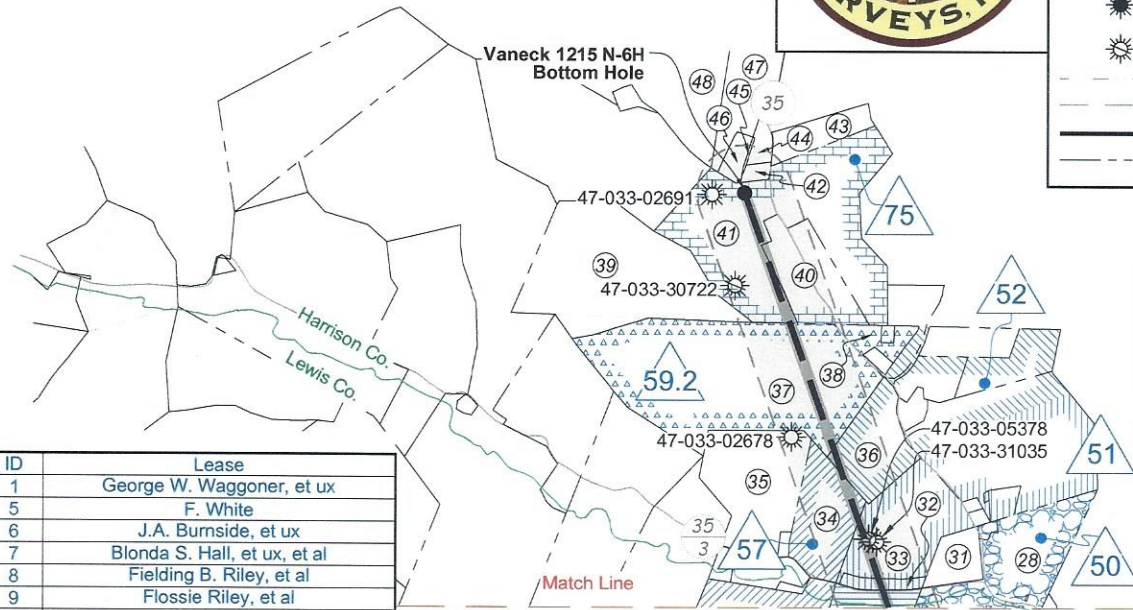 RVEYS,
Vaneck 1215 N-6H
Bottom Hole
48
47
45
35
46
44
43
42
47-033-02691
75
41
39
40
47-033-30722
52
Harrison Co.
Lewis Co.
59.2
38
37
47-033-02678
47-033-05378
47-033-31035
51
36
35
32
34
35
3
57
33
31
28
50
Match Line
ID Lease
1 George W. Waggoner, et ux
5 F. White
6 J.A. Burnside, et ux
7 Blonda S. Hall, et ux, et al
8 Fielding B. Riley, et al
9 Flossie Riley, et al